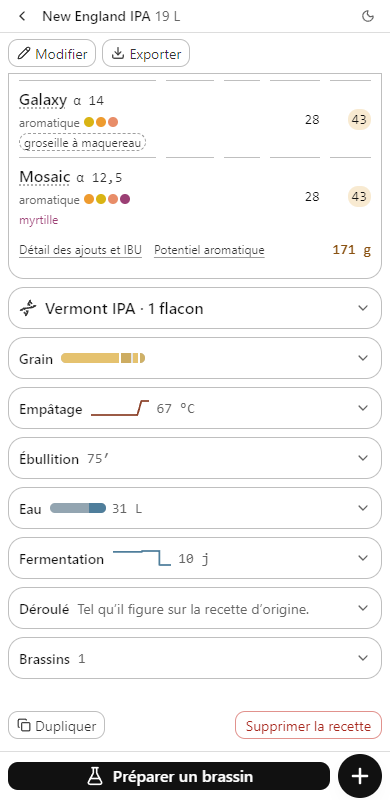 New England IPA 19 L
Modifier
Exporter
Galaxy α 14
aromatique
28
43
groseille à maquereau
Mosaic α 12,5
aromatique
28
43
myrtille
Détail des ajouts et IBU
Potentiel aromatique
171 g
Vermont IPA · 1 flacon
Grain
Empâtage
67 °C
Ébullition 75′
Eau
31 L
Fermentation
10 j
Déroulé Tel qu’il figure sur la recette d’origine.
Brassins 1
Dupliquer
Supprimer la recette
Préparer un brassin